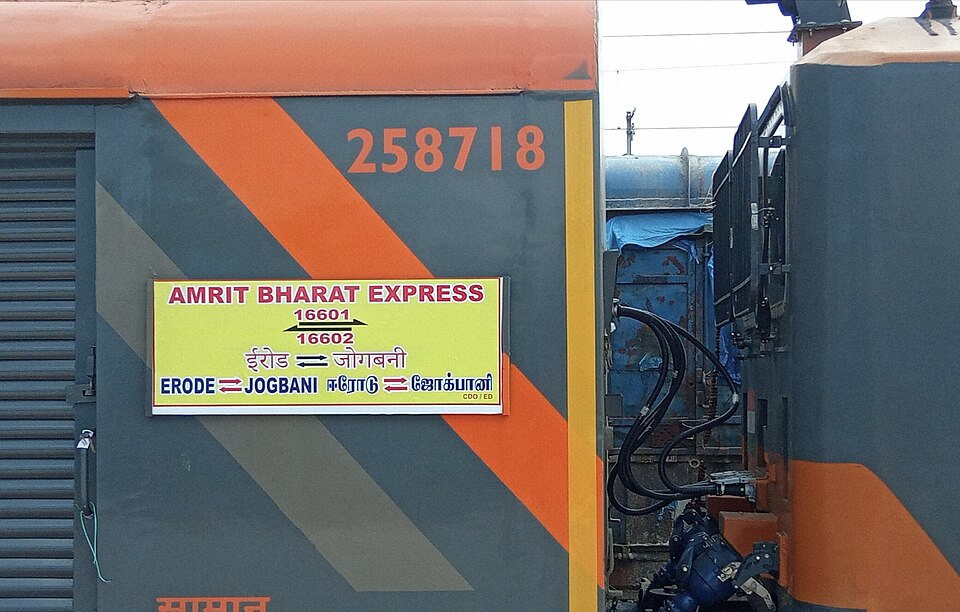 258718
AMRIT BHARAT EXPRESS
16601
16602
ईरोड ⇌ जोगबनी
ERODE ⇌ JOGBANI ஈரோடு ⇌ ஜோக்பானி
CDO / ED
सामान